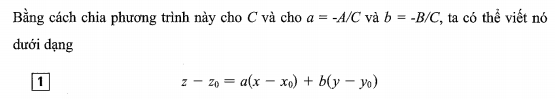 Bằng cách chia phương trình này cho C và cho a = -A/C và b = -B/C, ta có thể viết nó
dưới dạng
1 z − z₀ = a(x − x₀) + b(y − y₀)